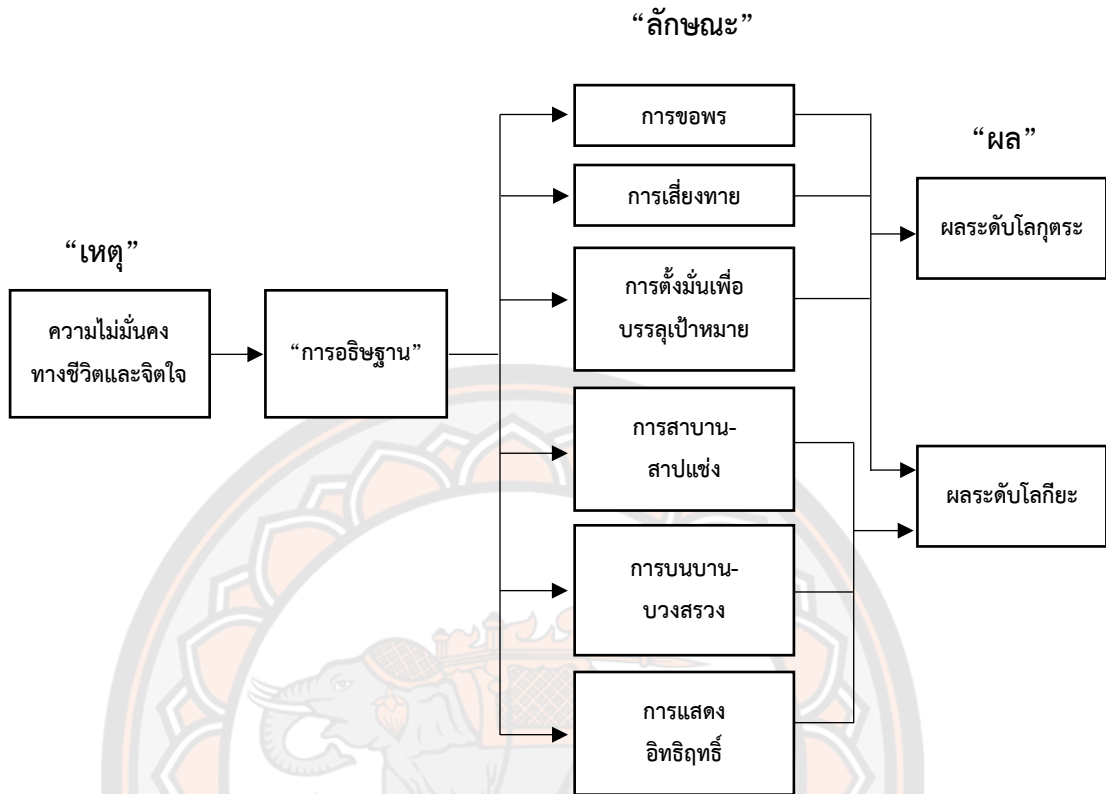 “ลักษณะ”
การขอพร
“ผล”
การเสี่ยงทาย
ผลระดับโลกุตระ
“เหตุ”
การตั้งมั่นเพื่อ
บรรลุเป้าหมาย
ความไม่มั่นคง
ทางชีวิตและจิตใจ
“การอธิษฐาน”
การสาบาน-
สาปแช่ง
ผลระดับโลกียะ
การบนบาน-
บวงสรวง
การแสดง
อิทธิฤทธิ์